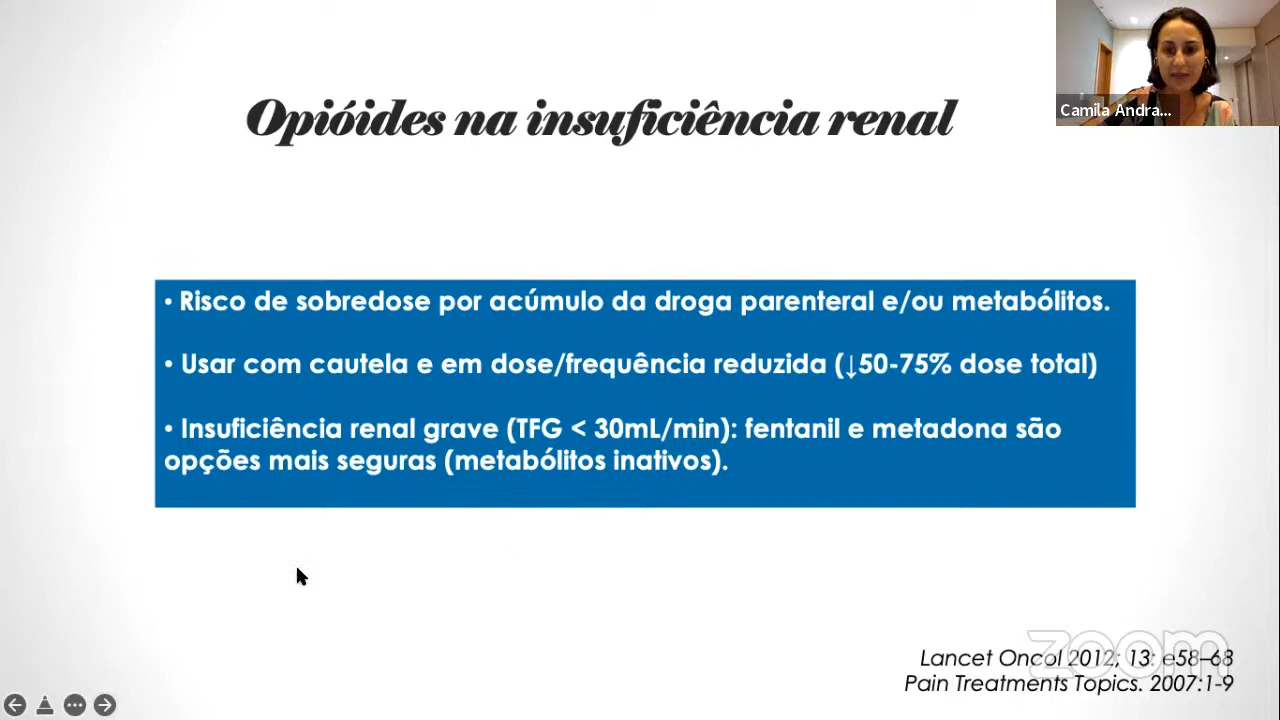 Camila Andra...
Opióides na insuficiência renal
• Risco de sobredose por acúmulo da droga parenteral e/ou metabólitos.
• Usar com cautela e em dose/frequência reduzida (↓50-75% dose total)
• Insuficiência renal grave (TFG < 30mL/min): fentanil e metadona são
opções mais seguras (metabólitos inativos).
zoom
Lancet Oncol 2012; 13: e58–68
Pain Treatments Topics. 2007:1-9